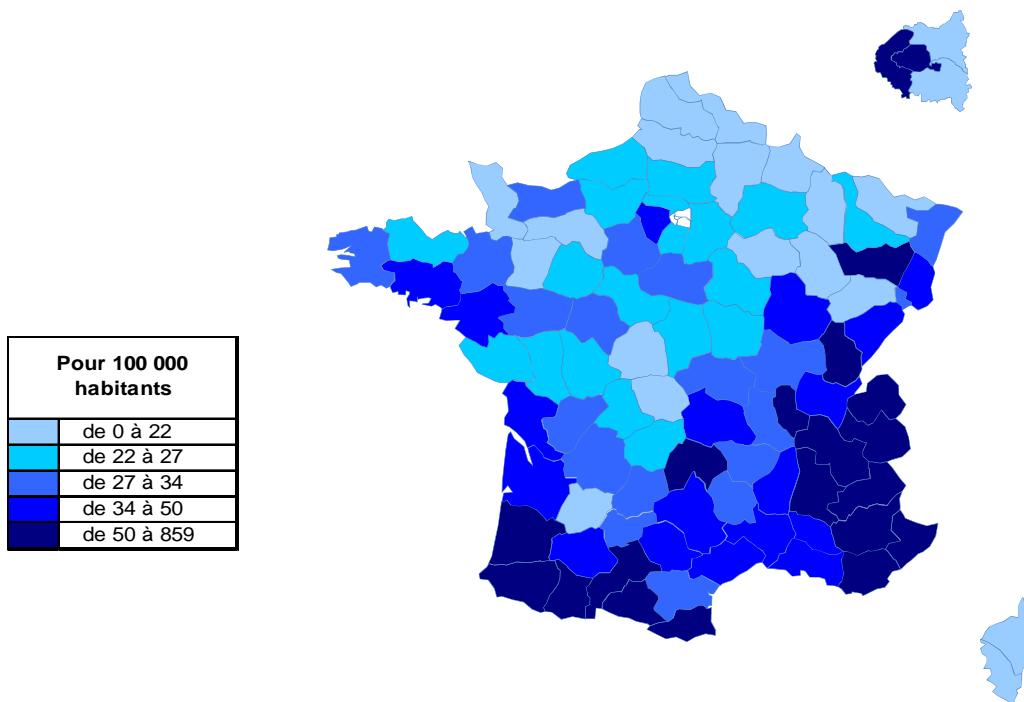 Pour 100 000
habitants
de 0 à 22
de 22 à 27
de 27 à 34
de 34 à 50
de 50 à 859